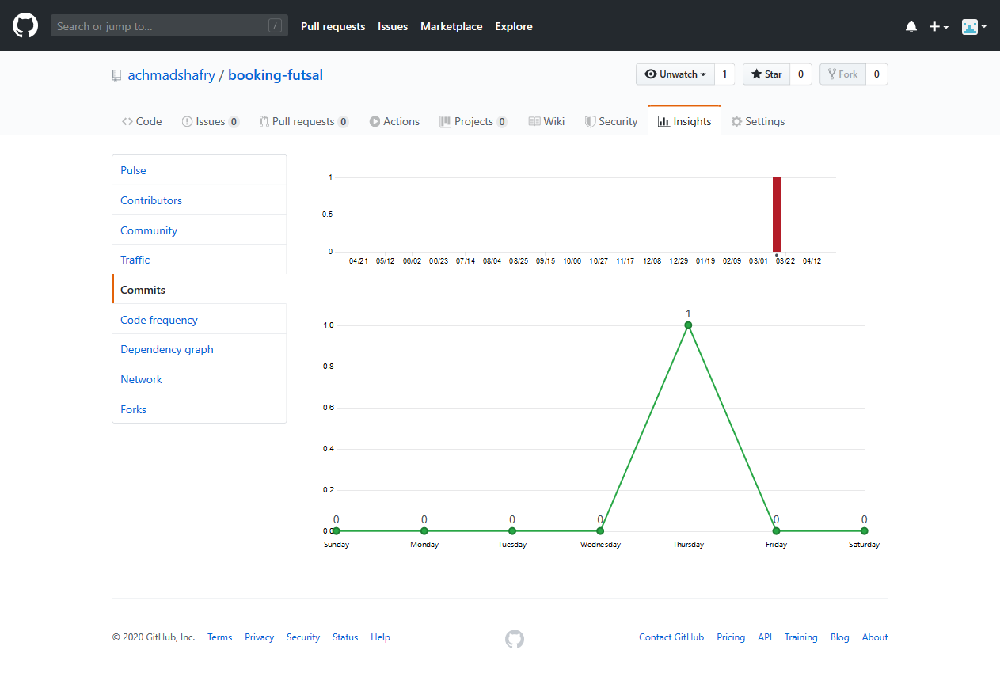 Search or jump to... / Pull requests Issues Marketplace Explore
achmadshafry / booking-futsal Unwatch 1 Star 0 Fork 0
Code Issues 0 Pull requests 0 Actions Projects 0 Wiki Security Insights Settings
Pulse
Contributors
Community
Traffic
Commits
Code frequency
Dependency graph
Network
Forks
1
0.5
0
04/21 05/12 06/02 06/23 07/14 08/04 08/25 09/15 10/06 10/27 11/17 12/08 12/29 01/19 02/09 03/01 03/22 04/12
1
1.0
0.8
0.6
0.4
0.2
0 0 0 0 0 0
0.0
Sunday Monday Tuesday Wednesday Thursday Friday Saturday
© 2020 GitHub, Inc. Terms Privacy Security Status Help Contact GitHub Pricing API Training Blog About